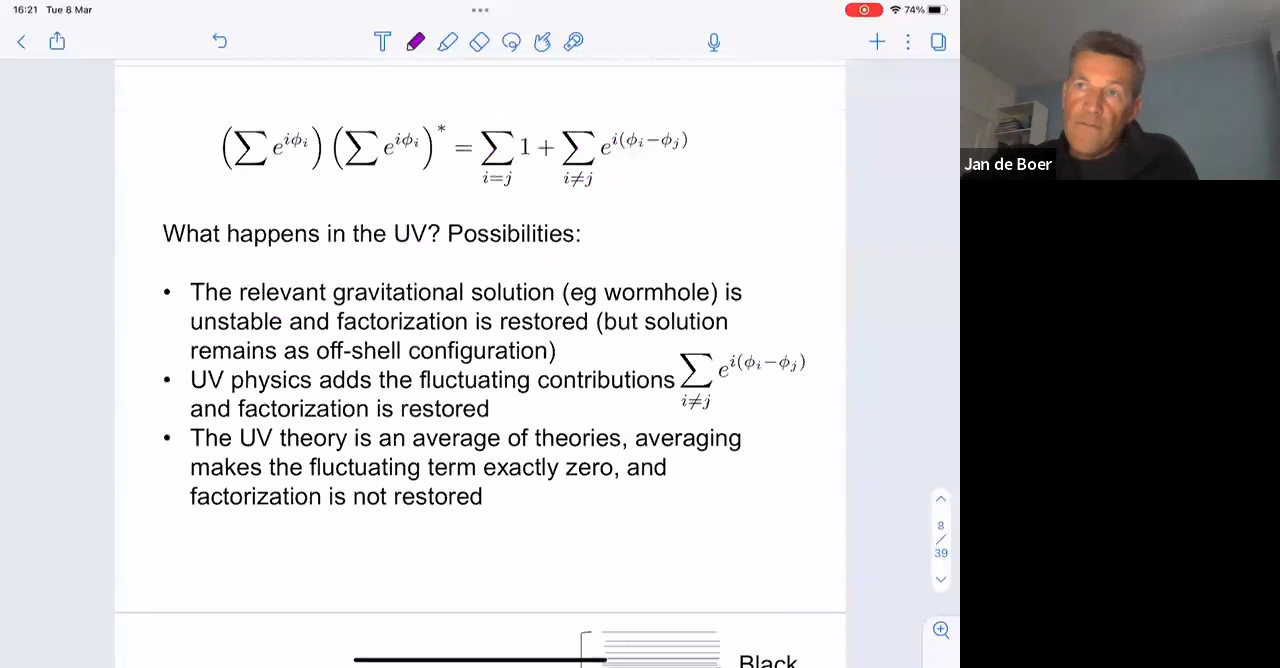 16:21 Tue 8 Mar
74%
(∑ e^{iϕ_i}) (∑ e^{iϕ_i})^* = ∑_{i=j} 1 + ∑_{i≠j} e^{i(ϕ_i−ϕ_j)}
What happens in the UV? Possibilities:
• The relevant gravitational solution (eg wormhole) is
unstable and factorization is restored (but solution
remains as off-shell configuration)
• UV physics adds the fluctuating contributions ∑_{i≠j} e^{i(ϕ_i−ϕ_j)}
and factorization is restored
• The UV theory is an average of theories, averaging
makes the fluctuating term exactly zero, and
factorization is not restored
8
/
39
Black
Jan de Boer